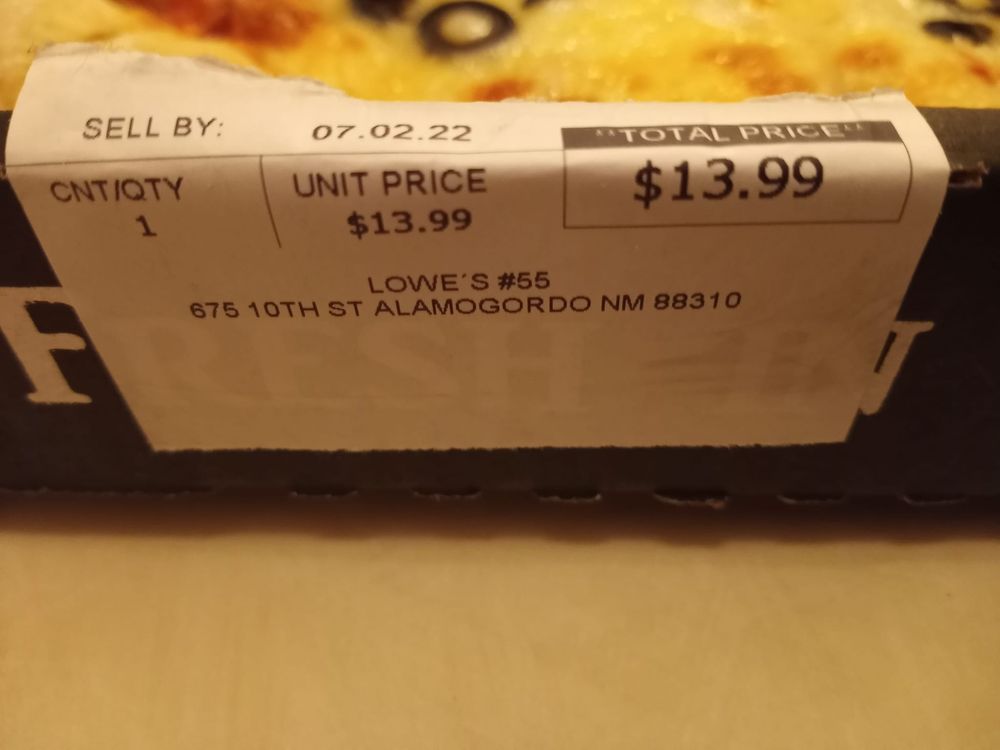 SELL BY: 07.02.22 "TOTAL PRICE"
CNT/QTY UNIT PRICE $13.99
1 $13.99
LOWE´S #55
675 10TH ST ALAMOGORDO NM 88310
FRESH